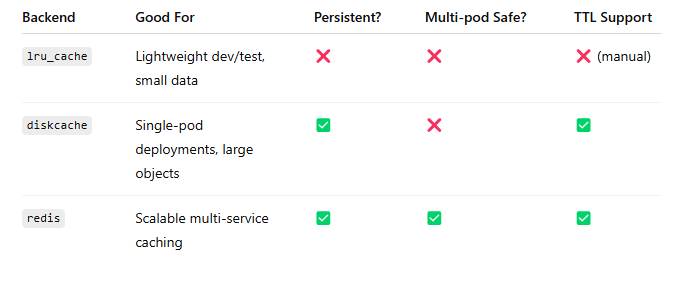 Backend Good For Persistent? Multi-pod Safe? TTL Support
lru_cache Lightweight dev/test, ❌ ❌ ❌ (manual)
small data
diskcache Single-pod ✅ ❌ ✅
deployments, large
objects
redis Scalable multi-service ✅ ✅ ✅
caching